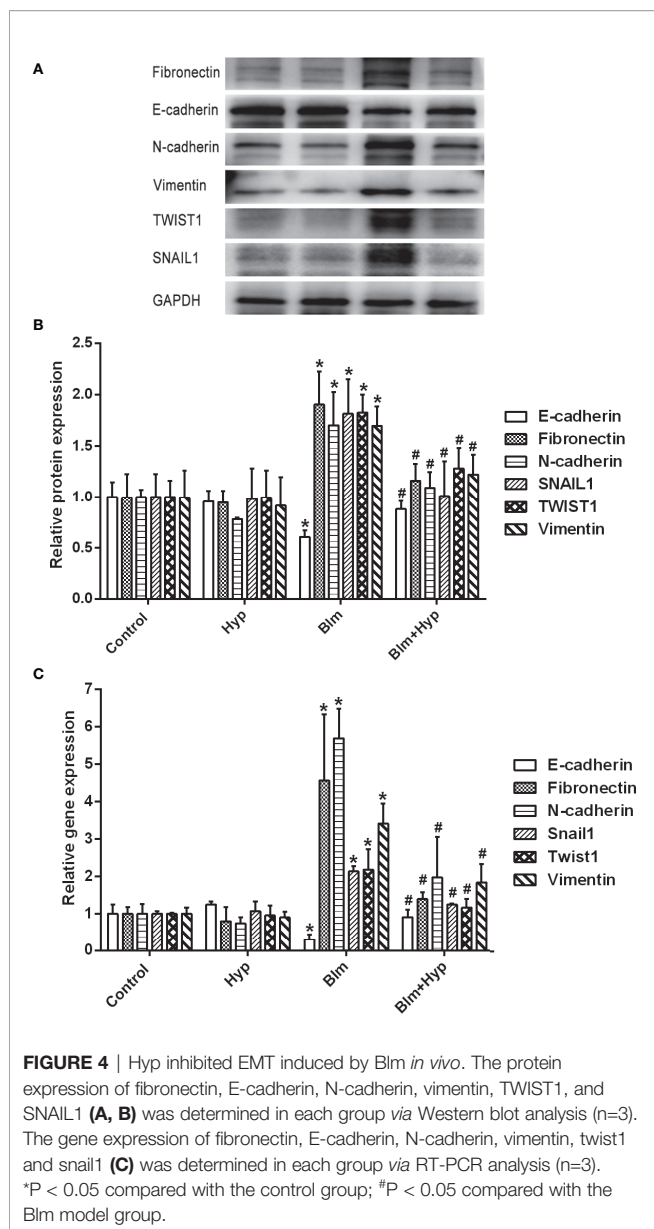 A
Fibronectin
E-cadherin
N-cadherin
Vimentin
TWIST1
SNAIL1
GAPDH
B
Relative protein expression
2.5
2.0
1.5
1.0
0.5
0.0
* * * * * *
# # # # # #
Control
Hyp
Blm
Blm+Hyp
E-cadherin
Fibronectin
N-cadherin
SNAIL1
TWIST1
Vimentin
C
Relative gene expression
7
6
5
4
3
2
1
0
* * * * * *
# # # # # #
Control
Hyp
Blm
Blm+Hyp
E-cadherin
Fibronectin
N-cadherin
Snail1
Twist1
Vimentin
FIGURE 4 | Hyp inhibited EMT induced by Blm in vivo. The protein
expression of fibronectin, E-cadherin, N-cadherin, vimentin, TWIST1, and
SNAIL1 (A, B) was determined in each group via Western blot analysis (n=3).
The gene expression of fibronectin, E-cadherin, N-cadherin, vimentin, twist1
and snail1 (C) was determined in each group via RT-PCR analysis (n=3).
*P < 0.05 compared with the control group; #P < 0.05 compared with the
Blm model group.